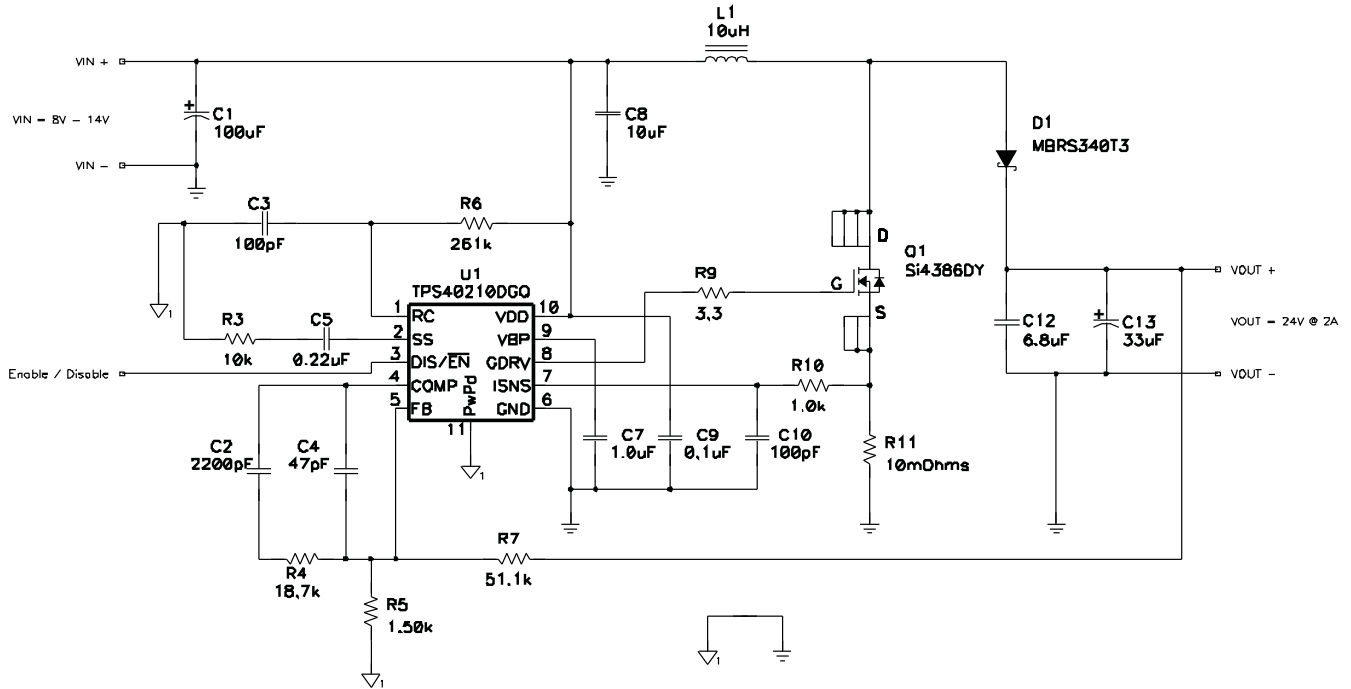 L1
10uH
VIN +
VIN = 8V - 14V
VIN -
+
C1
100uF
C8
10uF
D1
MBRS340T3
C3
100pF
R6
261k
D
Q1
Si4386DY
G
S
R9
3.3
U1
TPS40210DGQ
1
RC
VDD
10
2
SS
VBP
9
3
DIS/EN
GDRV
8
4
COMP
ISNS
7
5
FB
GND
6
PwPd
11
1
R3
10k
C5
0.22uF
Enable / Disable
VOUT +
VOUT = 24V @ 2A
VOUT -
C12
6.8uF
+
C13
33uF
R10
1.0k
C2
2200pF
C4
47pF
1
C7
1.0uF
C9
0.1uF
C10
100pF
R11
10mOhms
R4
18.7k
R7
51.1k
R5
1.50k
1
1